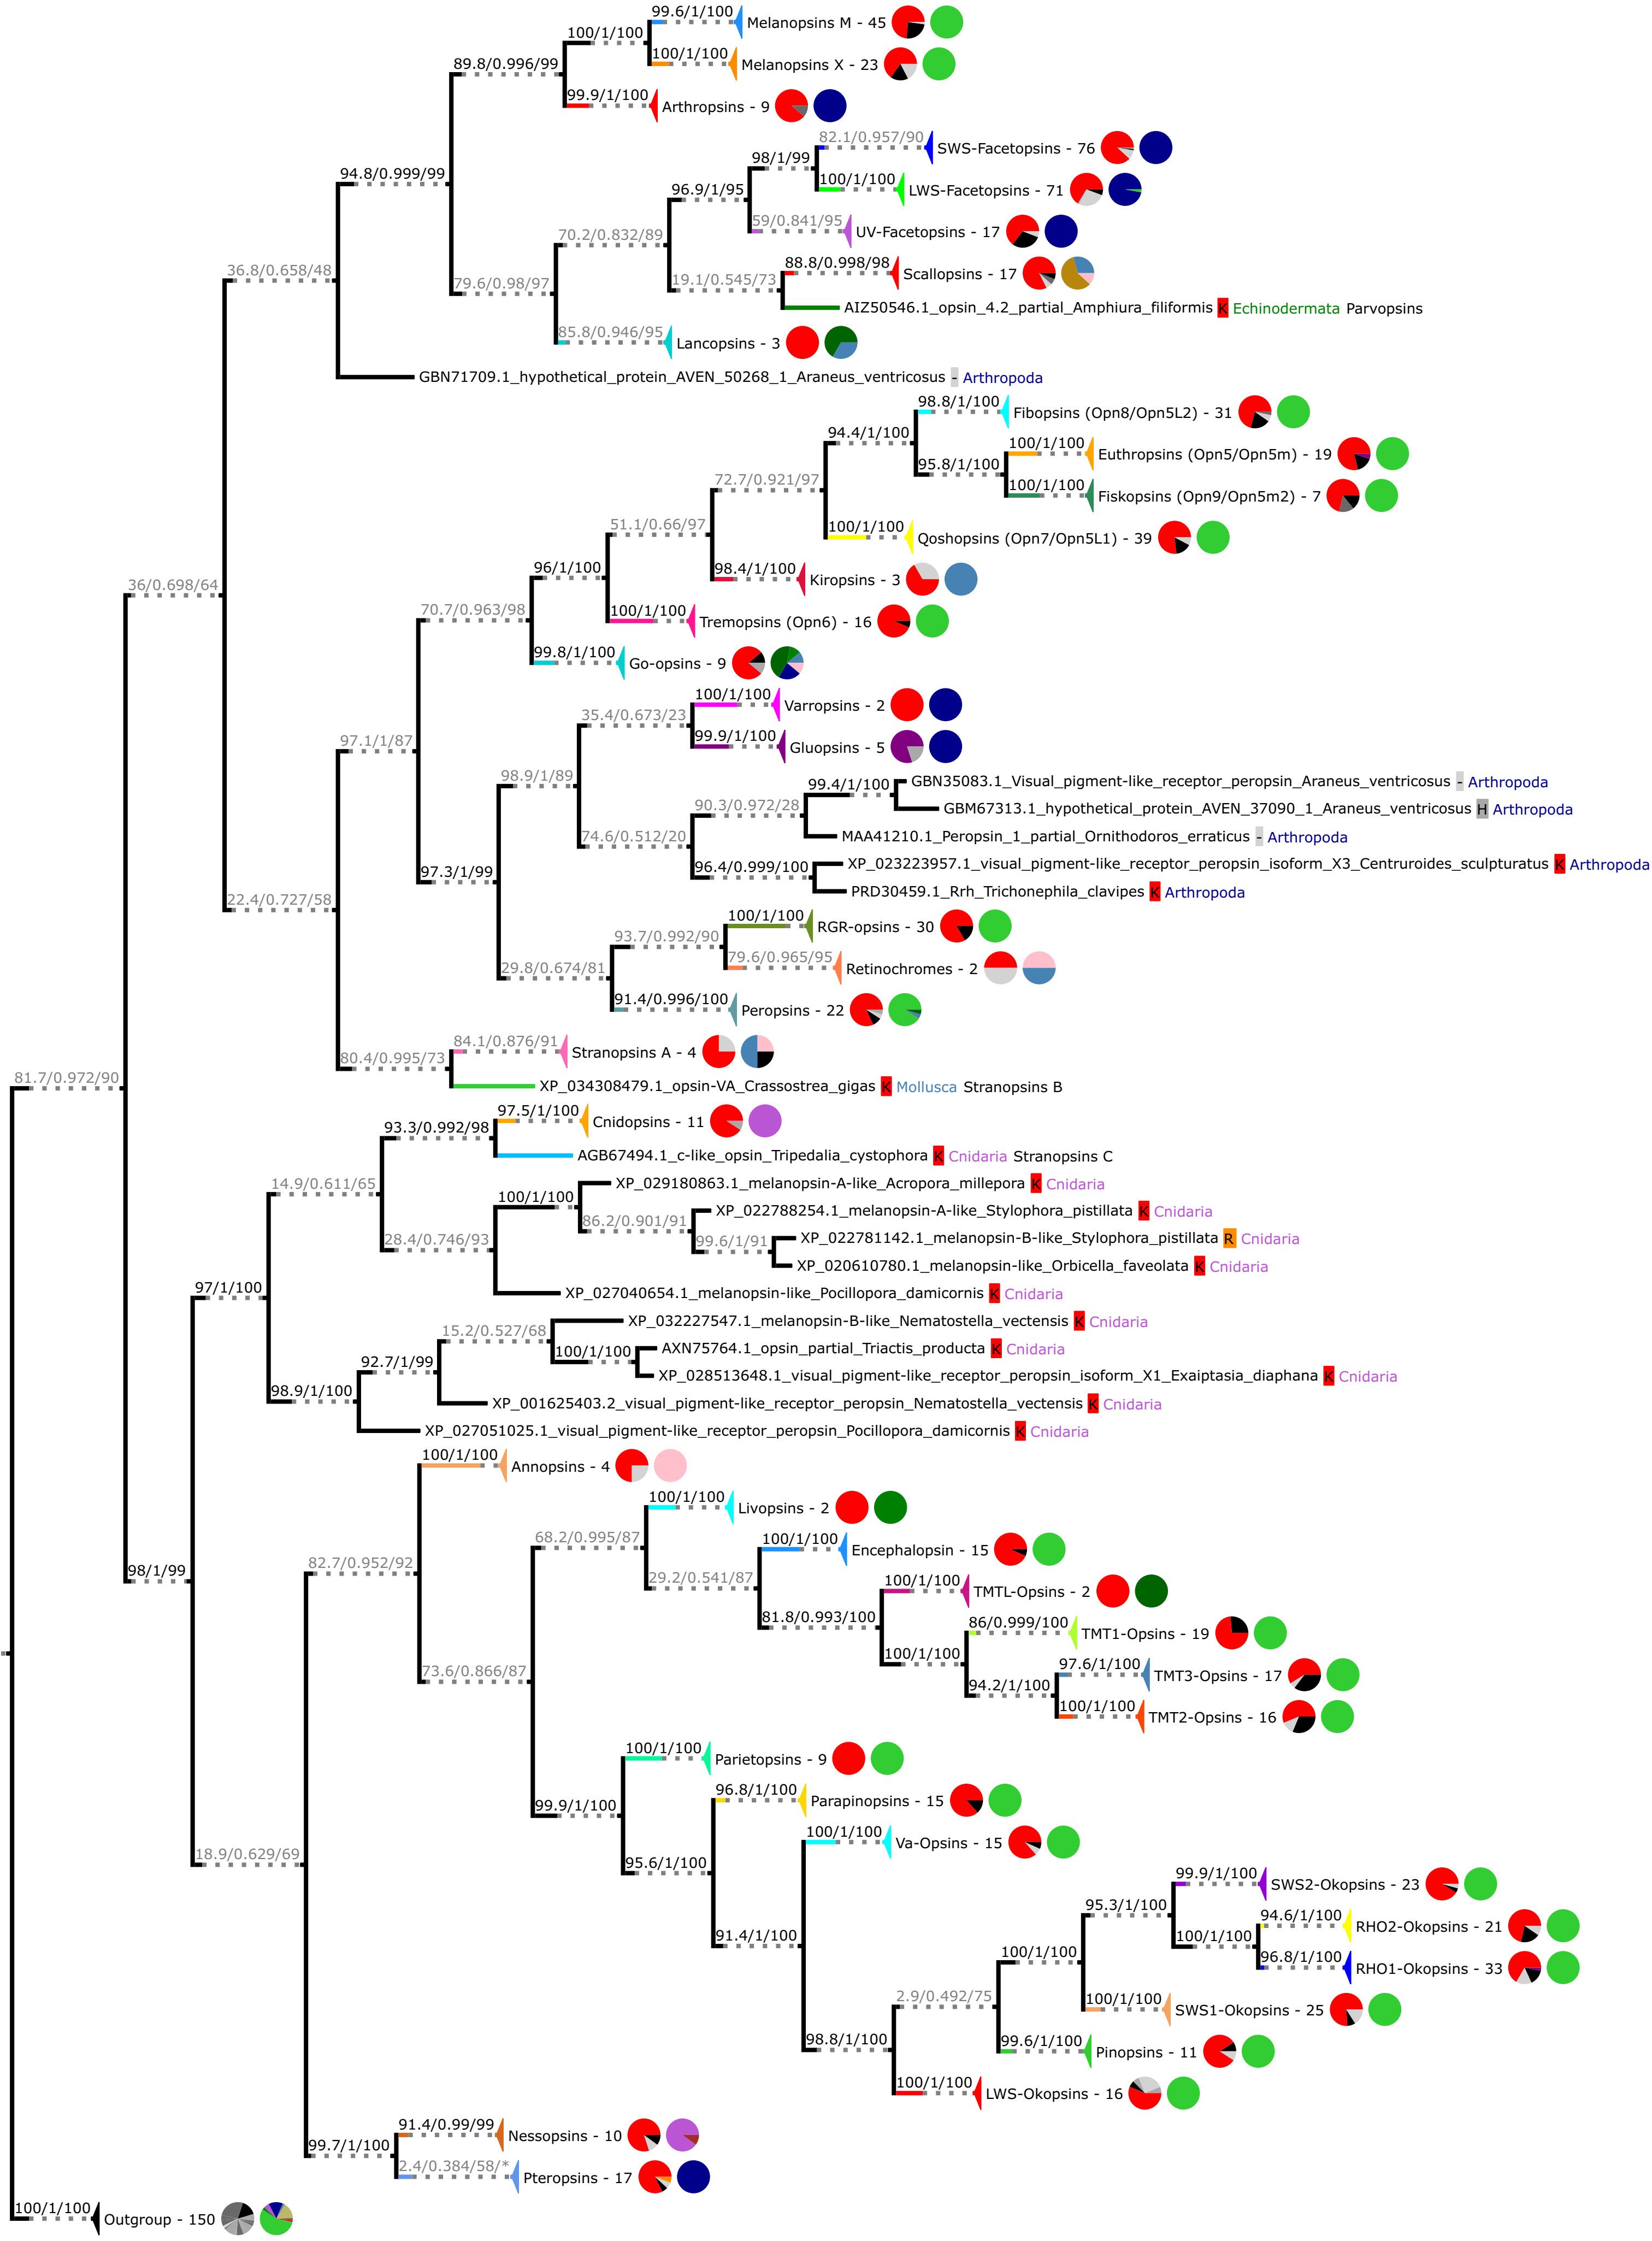 99.6/1/100
Melanopsins M - 45
100/1/100
100/1/100
Melanopsins X - 23
89.8/0.996/99
99.9/1/100
Arthropsins - 9
82.1/0.957/90
SWS-Facetopsins - 76
98/1/99
94.8/0.999/99
100/1/100
LWS-Facetopsins - 71
96.9/1/95
59/0.841/95
UV-Facetopsins - 17
70.2/0.832/89
88.8/0.998/98
Scallopsins - 17
36.8/0.658/48
79.6/0.98/97
19.1/0.545/73
AIZ50546.1_opsin_4.2_partial_Amphiura_filiformis K Echinodermata Parvopsins
85.8/0.946/95
Lancopsins - 3
GBN71709.1_hypothetical_protein_AVEN_50268_1_Araneus_ventricosus - Arthropoda
98.8/1/100
Fibopsins (Opn8/Opn5L2) - 31
94.4/1/100
100/1/100
Euthropsins (Opn5/Opn5m) - 19
95.8/1/100
72.7/0.921/97
100/1/100
Fiskopsins (Opn9/Opn5m2) - 7
51.1/0.66/97
100/1/100
Qoshopsins (Opn7/Opn5L1) - 39
96/1/100
98.4/1/100
Kiropsins - 3
36/0.698/64
70.7/0.963/98
100/1/100
Tremopsins (Opn6) - 16
99.8/1/100
Go-opsins - 9
100/1/100
Varropsins - 2
35.4/0.673/23
97.1/1/87
99.9/1/100
Gluopsins - 5
98.9/1/89
99.4/1/100
GBN35083.1_Visual_pigment-like_receptor_peropsin_Araneus_ventricosus - Arthropoda
90.3/0.972/28
GBM67313.1_hypothetical_protein_AVEN_37090_1_Araneus_ventricosus H Arthropoda
74.6/0.512/20
MAA41210.1_Peropsin_1_partial_Ornithodoros_erraticus - Arthropoda
97.3/1/99
96.4/0.999/100
XP_023223957.1_visual_pigment-like_receptor_peropsin_isoform_X3_Centruroides_sculpturatus K Arthropoda
PRD30459.1_Rrh_Trichonephila_clavipes K Arthropoda
22.4/0.727/58
100/1/100
RGR-opsins - 30
93.7/0.992/90
79.6/0.965/95
Retinochromes - 2
29.8/0.674/81
91.4/0.996/100
Peropsins - 22
84.1/0.876/91
Stranopsins A - 4
80.4/0.995/73
81.7/0.972/90
XP_034308479.1_opsin-VA_Crassostrea_gigas K Mollusca Stranopsins B
97.5/1/100
Cnidopsins - 11
93.3/0.992/98
AGB67494.1_c-like_opsin_Tripedalia_cystophora K Cnidaria Stranopsins C
14.9/0.611/65
XP_029180863.1_melanopsin-A-like_Acropora_millepora K Cnidaria
100/1/100
XP_022788254.1_melanopsin-A-like_Stylophora_pistillata K Cnidaria
86.2/0.901/91
28.4/0.746/93
XP_022781142.1_melanopsin-B-like_Stylophora_pistillata R Cnidaria
99.6/1/91
XP_020610780.1_melanopsin-like_Orbicella_faveolata K Cnidaria
97/1/100
XP_027040654.1_melanopsin-like_Pocillopora_damicornis K Cnidaria
XP_032227547.1_melanopsin-B-like_Nematostella_vectensis K Cnidaria
15.2/0.527/68
AXN75764.1_opsin_partial_Triactis_producta K Cnidaria
100/1/100
92.7/1/99
XP_028513648.1_visual_pigment-like_receptor_peropsin_isoform_X1_Exaiptasia_diaphana K Cnidaria
98.9/1/100
XP_001625403.2_visual_pigment-like_receptor_peropsin_Nematostella_vectensis K Cnidaria
XP_027051025.1_visual_pigment-like_receptor_peropsin_Pocillopora_damicornis K Cnidaria
100/1/100
Annopsins - 4
100/1/100
Livopsins - 2
68.2/0.995/87
100/1/100
Encephalopsin - 15
98/1/99
82.7/0.952/92
29.2/0.541/87
100/1/100
TMTL-Opsins - 2
81.8/0.993/100
86/0.999/100
TMT1-Opsins - 19
100/1/100
73.6/0.866/87
97.6/1/100
TMT3-Opsins - 17
94.2/1/100
100/1/100
TMT2-Opsins - 16
100/1/100
Parietopsins - 9
96.8/1/100
Parapinopsins - 15
99.9/1/100
100/1/100
Va-Opsins - 15
18.9/0.629/69
95.6/1/100
99.9/1/100
SWS2-Okopsins - 23
95.3/1/100
94.6/1/100
RHO2-Okopsins - 21
91.4/1/100
100/1/100
100/1/100
96.8/1/100
RHO1-Okopsins - 33
2.9/0.492/75
100/1/100
SWS1-Okopsins - 25
98.8/1/100
99.6/1/100
Pinopsins - 11
100/1/100
LWS-Okopsins - 16
91.4/0.99/99
Nessopsins - 10
99.7/1/100
2.4/0.384/58/*
Pteropsins - 17
100/1/100
Outgroup - 150